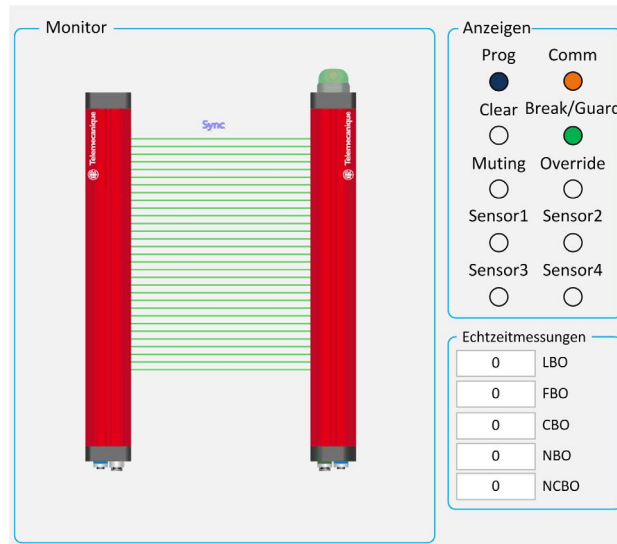 Monitor
Sync
Telemecanique
Telemecanique
Anzeigen
Prog Comm
Clear Break/Guard
Muting Override
Sensor1 Sensor2
Sensor3 Sensor4
Echtzeitmessungen
0 LBO
0 FBO
0 CBO
0 NBO
0 NCBO